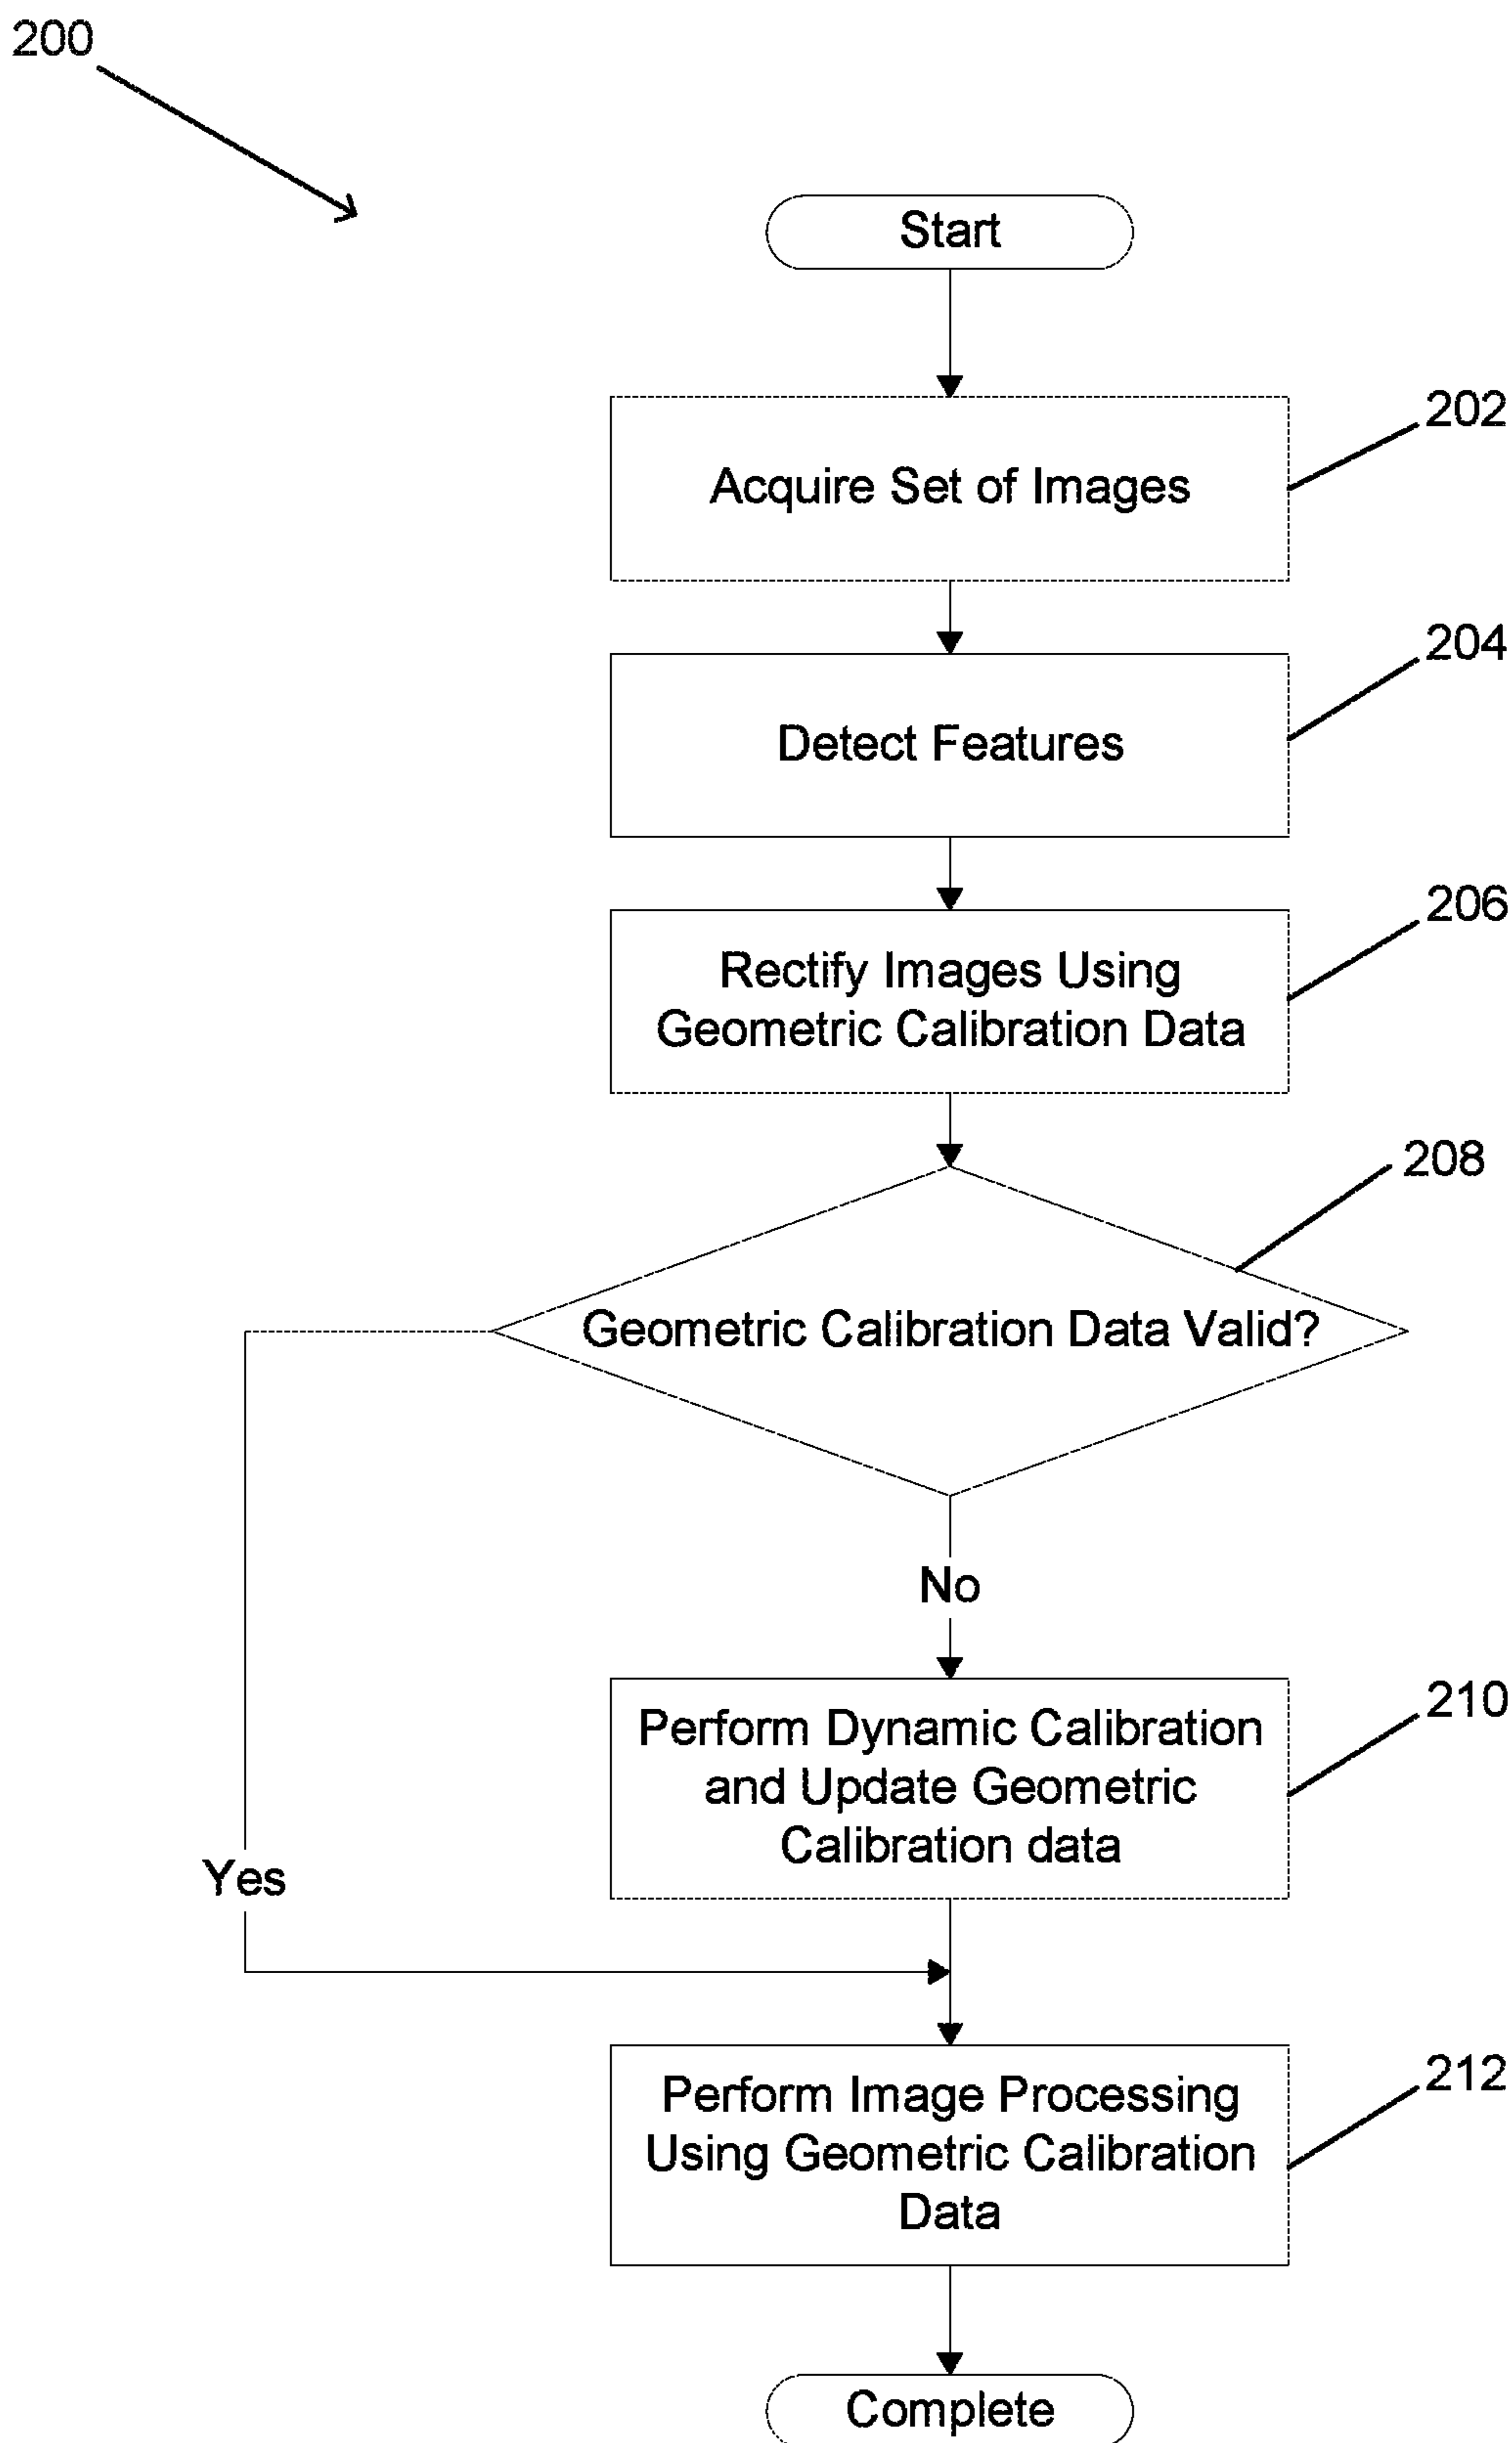 200
Start
202
Acquire Set of Images
204
Detect Features
206
Rectify Images Using
Geometric Calibration Data
208
Geometric Calibration Data Valid?
No
210
Perform Dynamic Calibration
and Update Geometric
Calibration data
Yes
212
Perform Image Processing
Using Geometric Calibration
Data
Complete